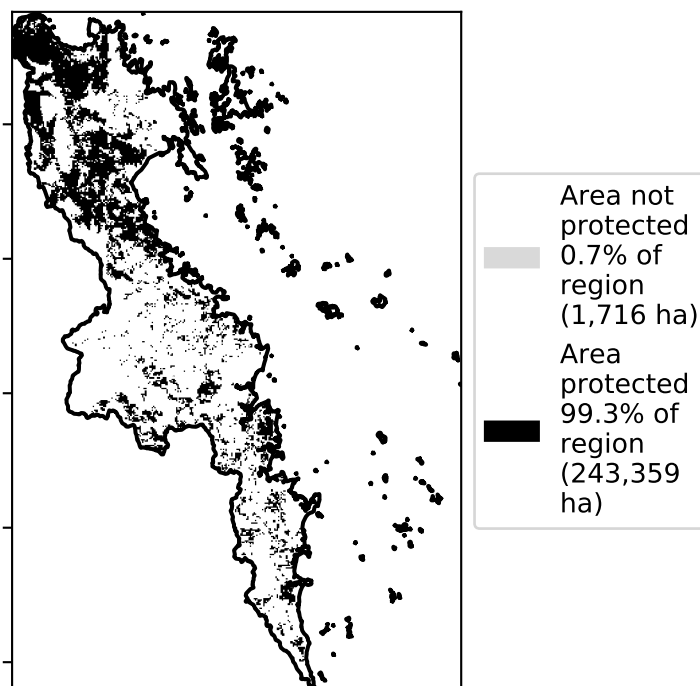 Area not
protected
0.7% of
region
(1,716 ha)
Area
protected
99.3% of
region
(243,359
ha)